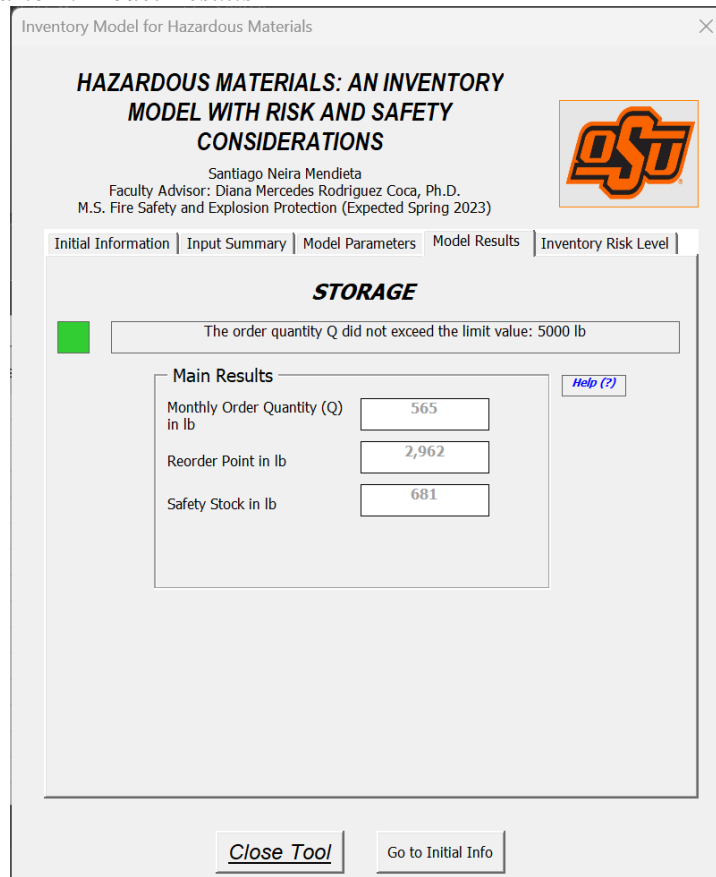 Inventory Model for Hazardous Materials
HAZARDOUS MATERIALS: AN INVENTORY
MODEL WITH RISK AND SAFETY
CONSIDERATIONS
Santiago Neira Mendieta
Faculty Advisor: Diana Mercedes Rodriguez Coca, Ph.D.
M.S. Fire Safety and Explosion Protection (Expected Spring 2023)
OSU
Initial Information Input Summary Model Parameters Model Results Inventory Risk Level
STORAGE
The order quantity Q did not exceed the limit value: 5000 lb
Main Results
Help (?)
Monthly Order Quantity (Q)
in lb
565
Reorder Point in lb
2,962
Safety Stock in lb
681
Close Tool
Go to Initial Info